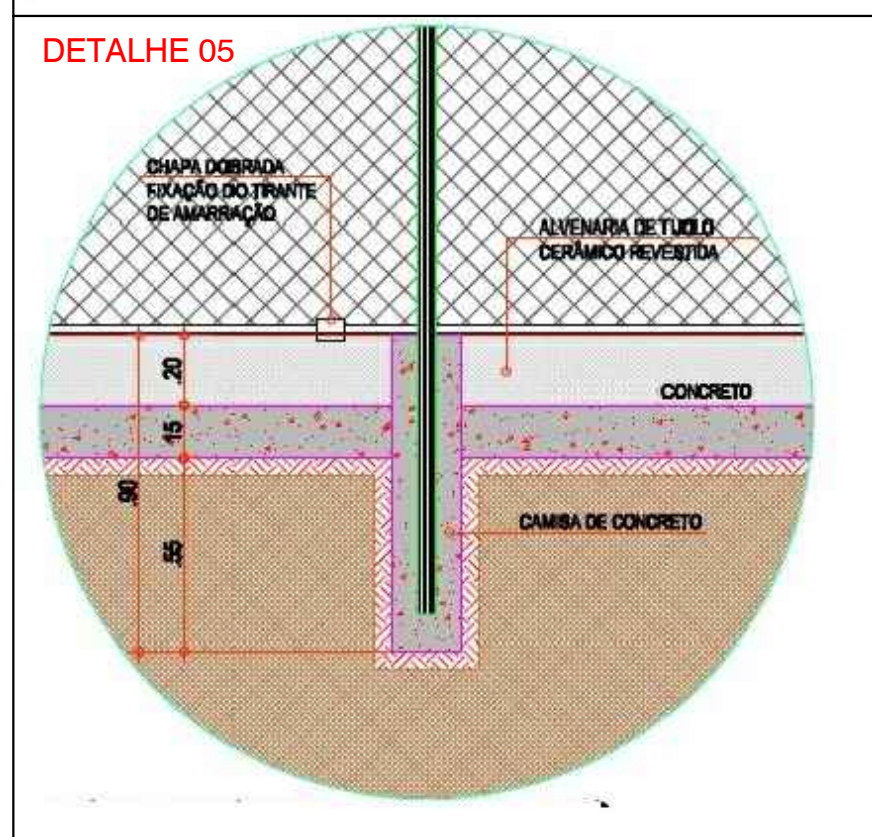 DETALHE 05
CHAPA DOBRADA
FIXAÇÃO DO TIRANTE
DE AMARRAÇÃO
ALVENARIA DE TIJOLO
CERÂMICO REVESTIDA
.20
CONCRETO
.15
.90
.55
CAMISA DE CONCRETO